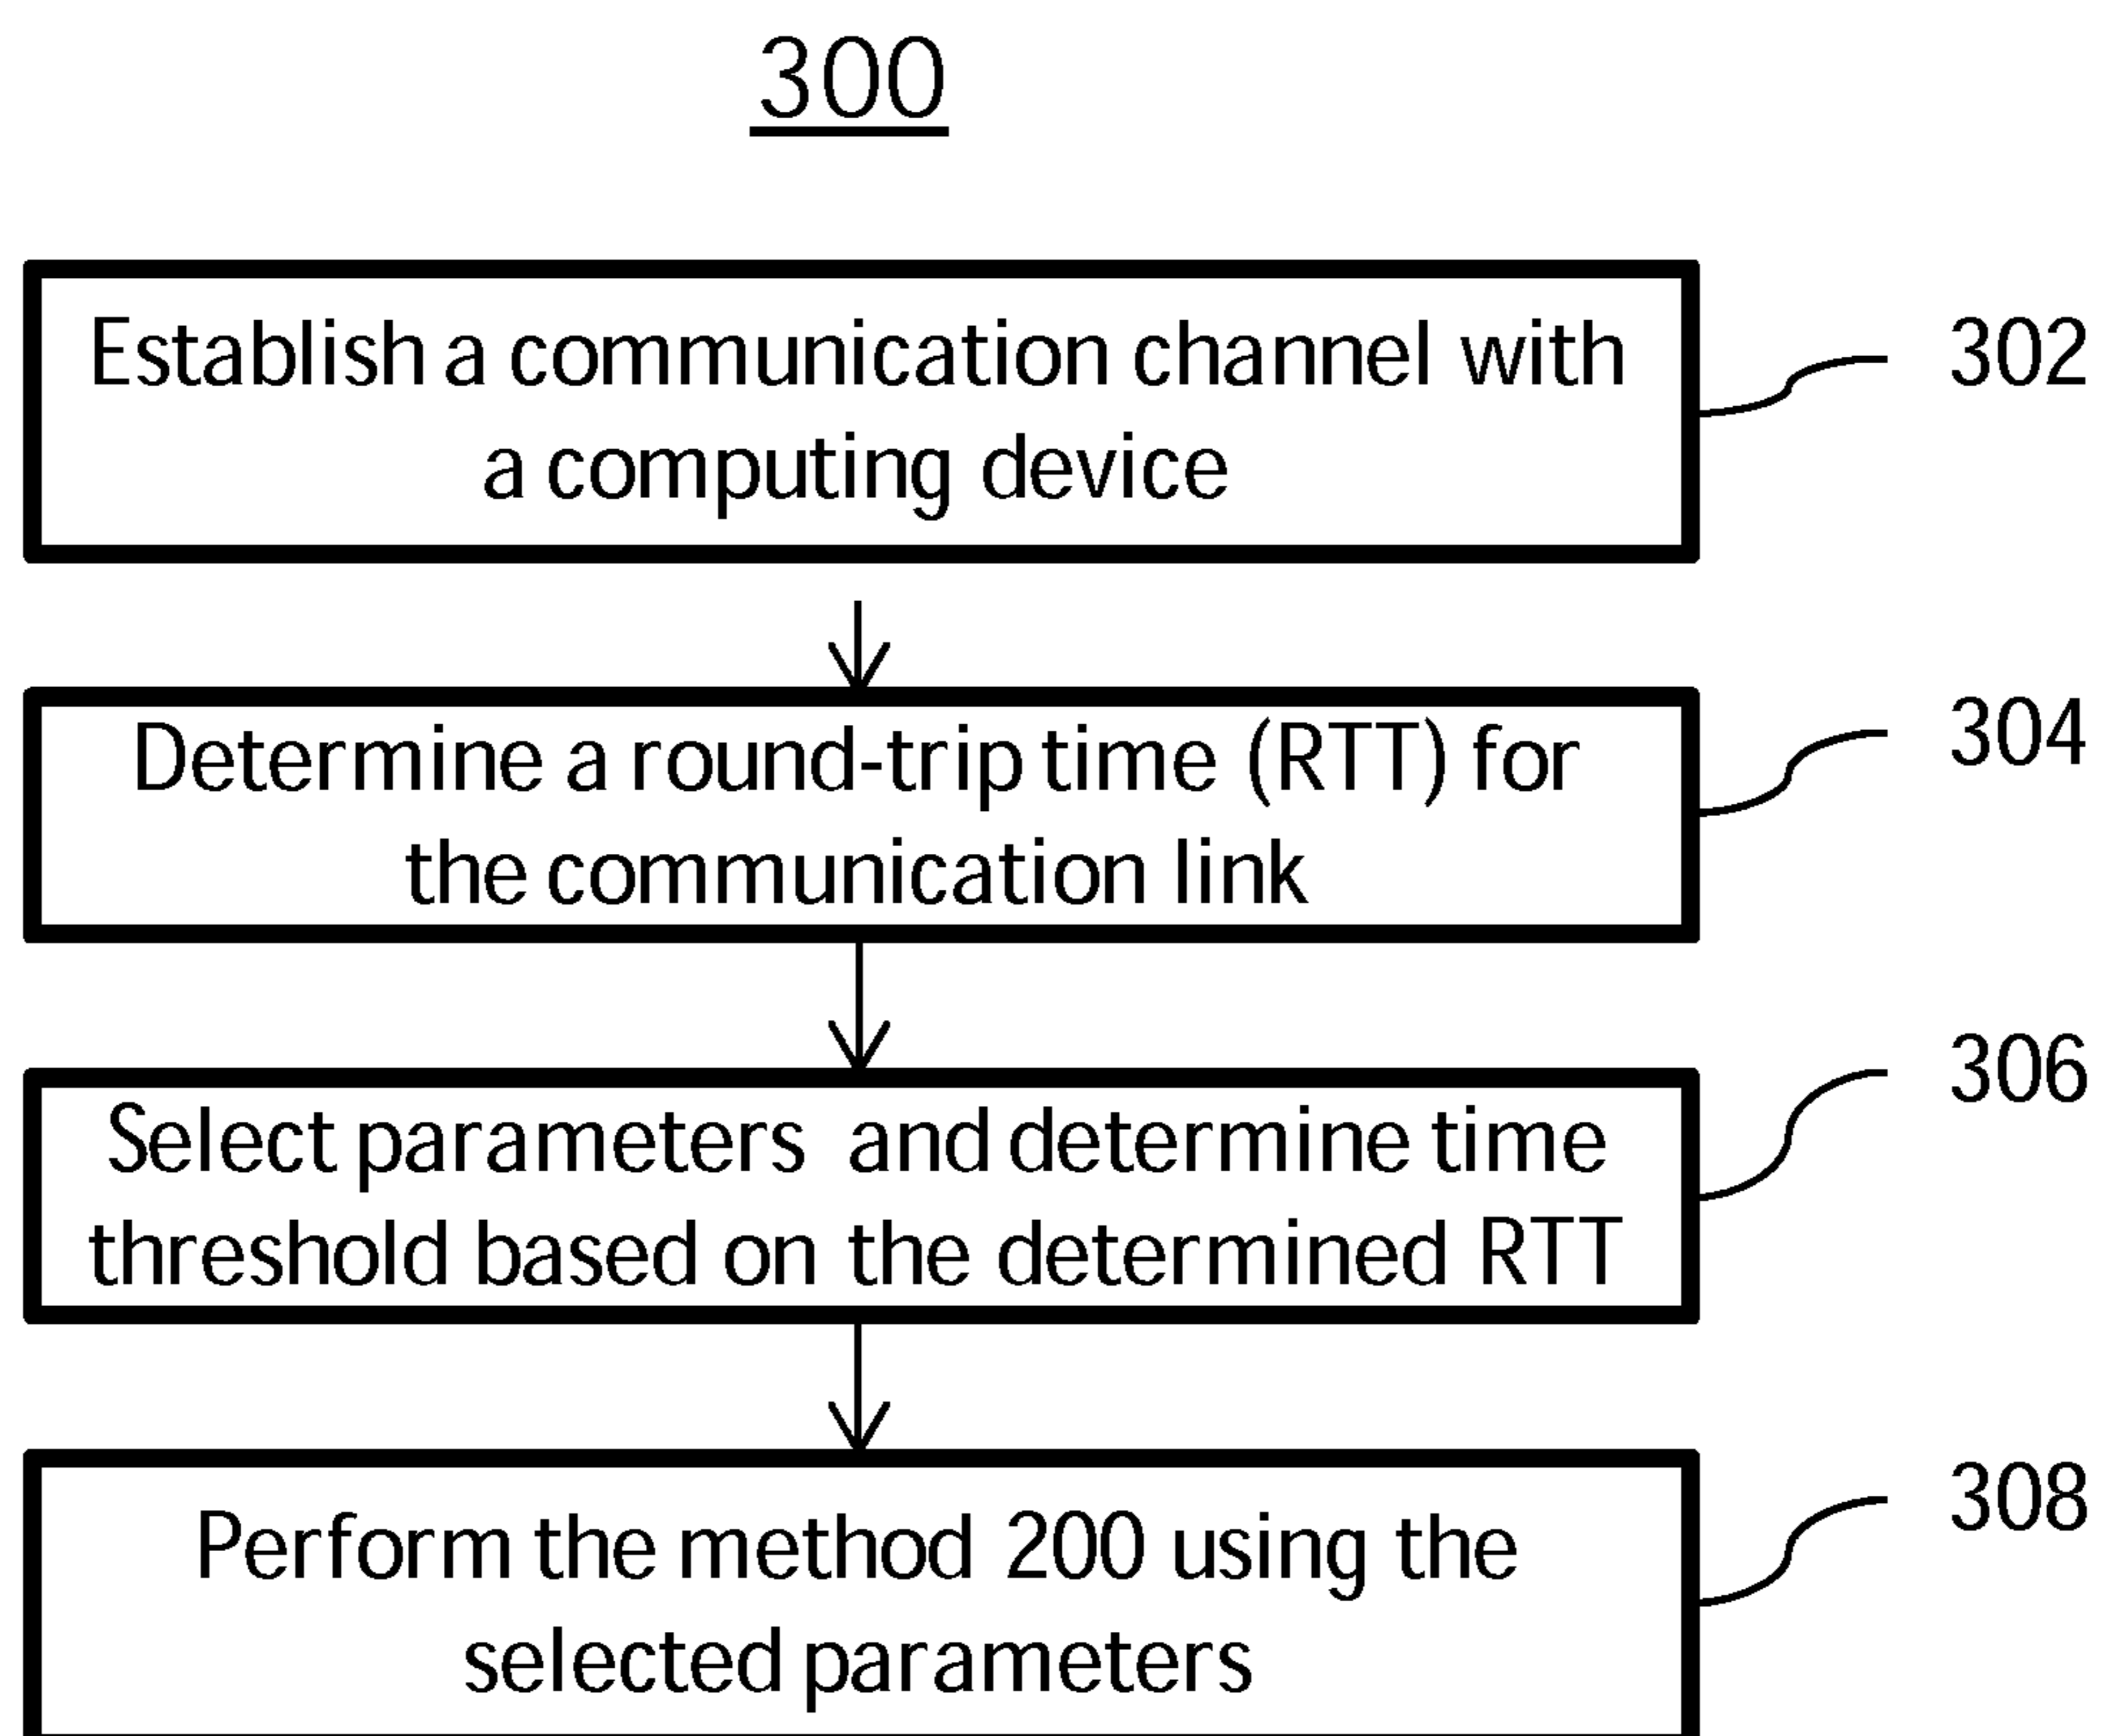 300
Establish a communication channel with
a computing device
302
Determine a round-trip time (RTT) for
the communication link
304
Select parameters and determine time
threshold based on the determined RTT
306
Perform the method 200 using the
selected parameters
308